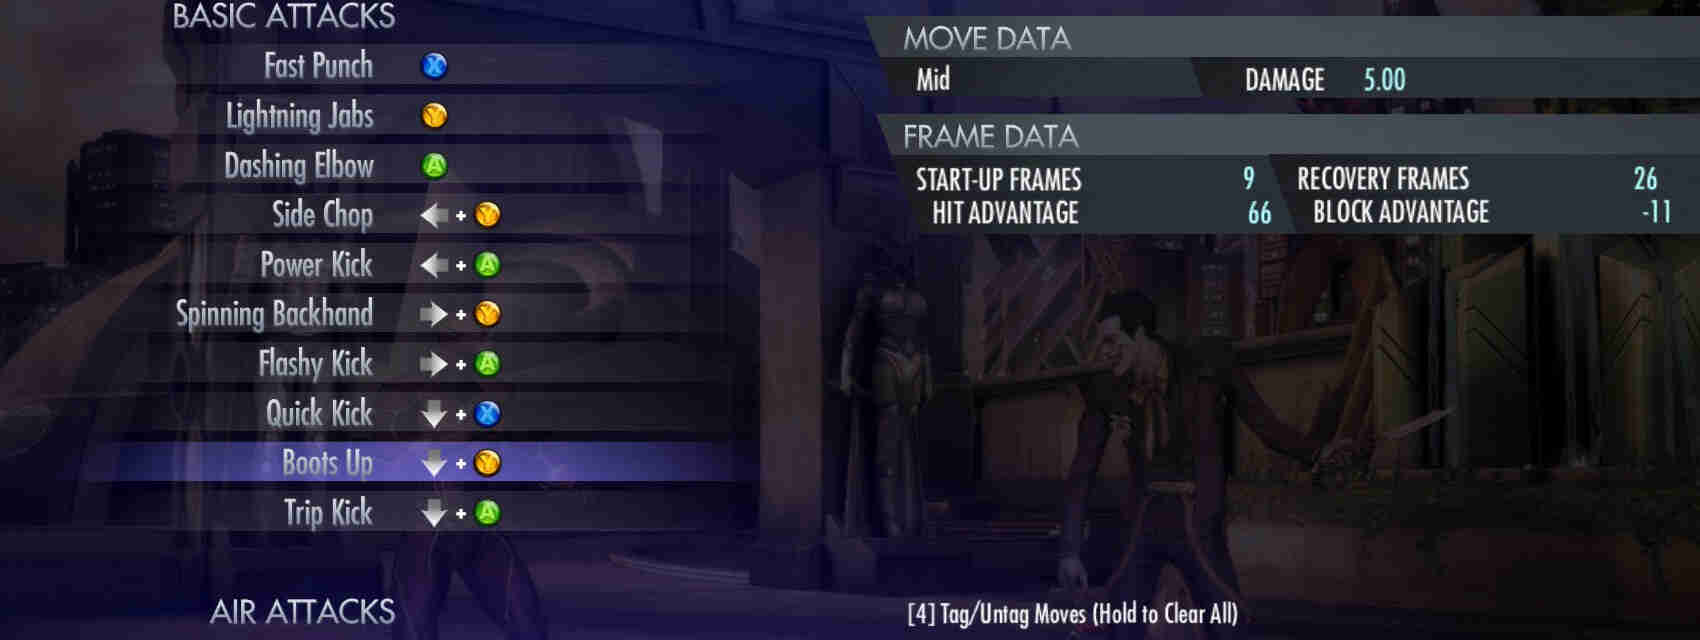 BASIC ATTACKS
Fast Punch X
Lightning Jabs Y
Dashing Elbow A
Side Chop + Y
Power Kick + A
Spinning Backhand + Y
Flashy Kick + A
Quick Kick + X
Boots Up + Y
Trip Kick + A
AIR ATTACKS
MOVE DATA
Mid DAMAGE 5.00
FRAME DATA
START-UP FRAMES 9 RECOVERY FRAMES 26
HIT ADVANTAGE 66 BLOCK ADVANTAGE -11
[4] Tag/Untag Moves (Hold to Clear All)